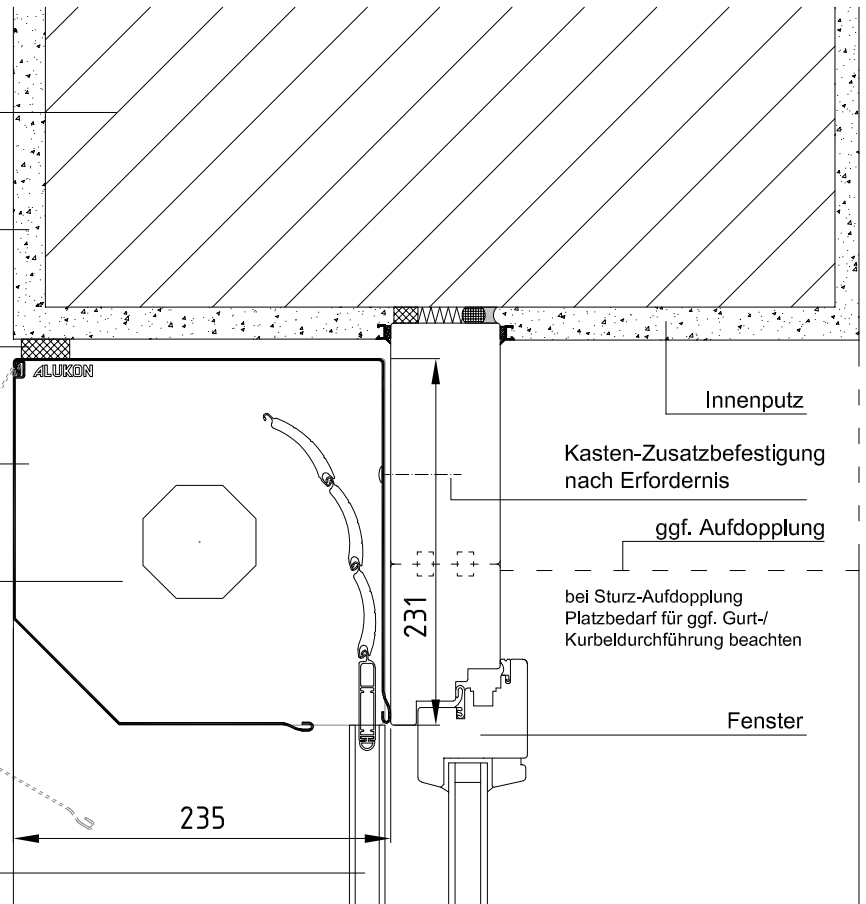 ALUKON
Innenputz
Kasten-Zusatzbefestigung
nach Erfordernis
ggf. Aufdopplung
bei Sturz-Aufdopplung
Platzbedarf für ggf. Gurt-/
Kurbeldurchführung beachten
231
Fenster
235